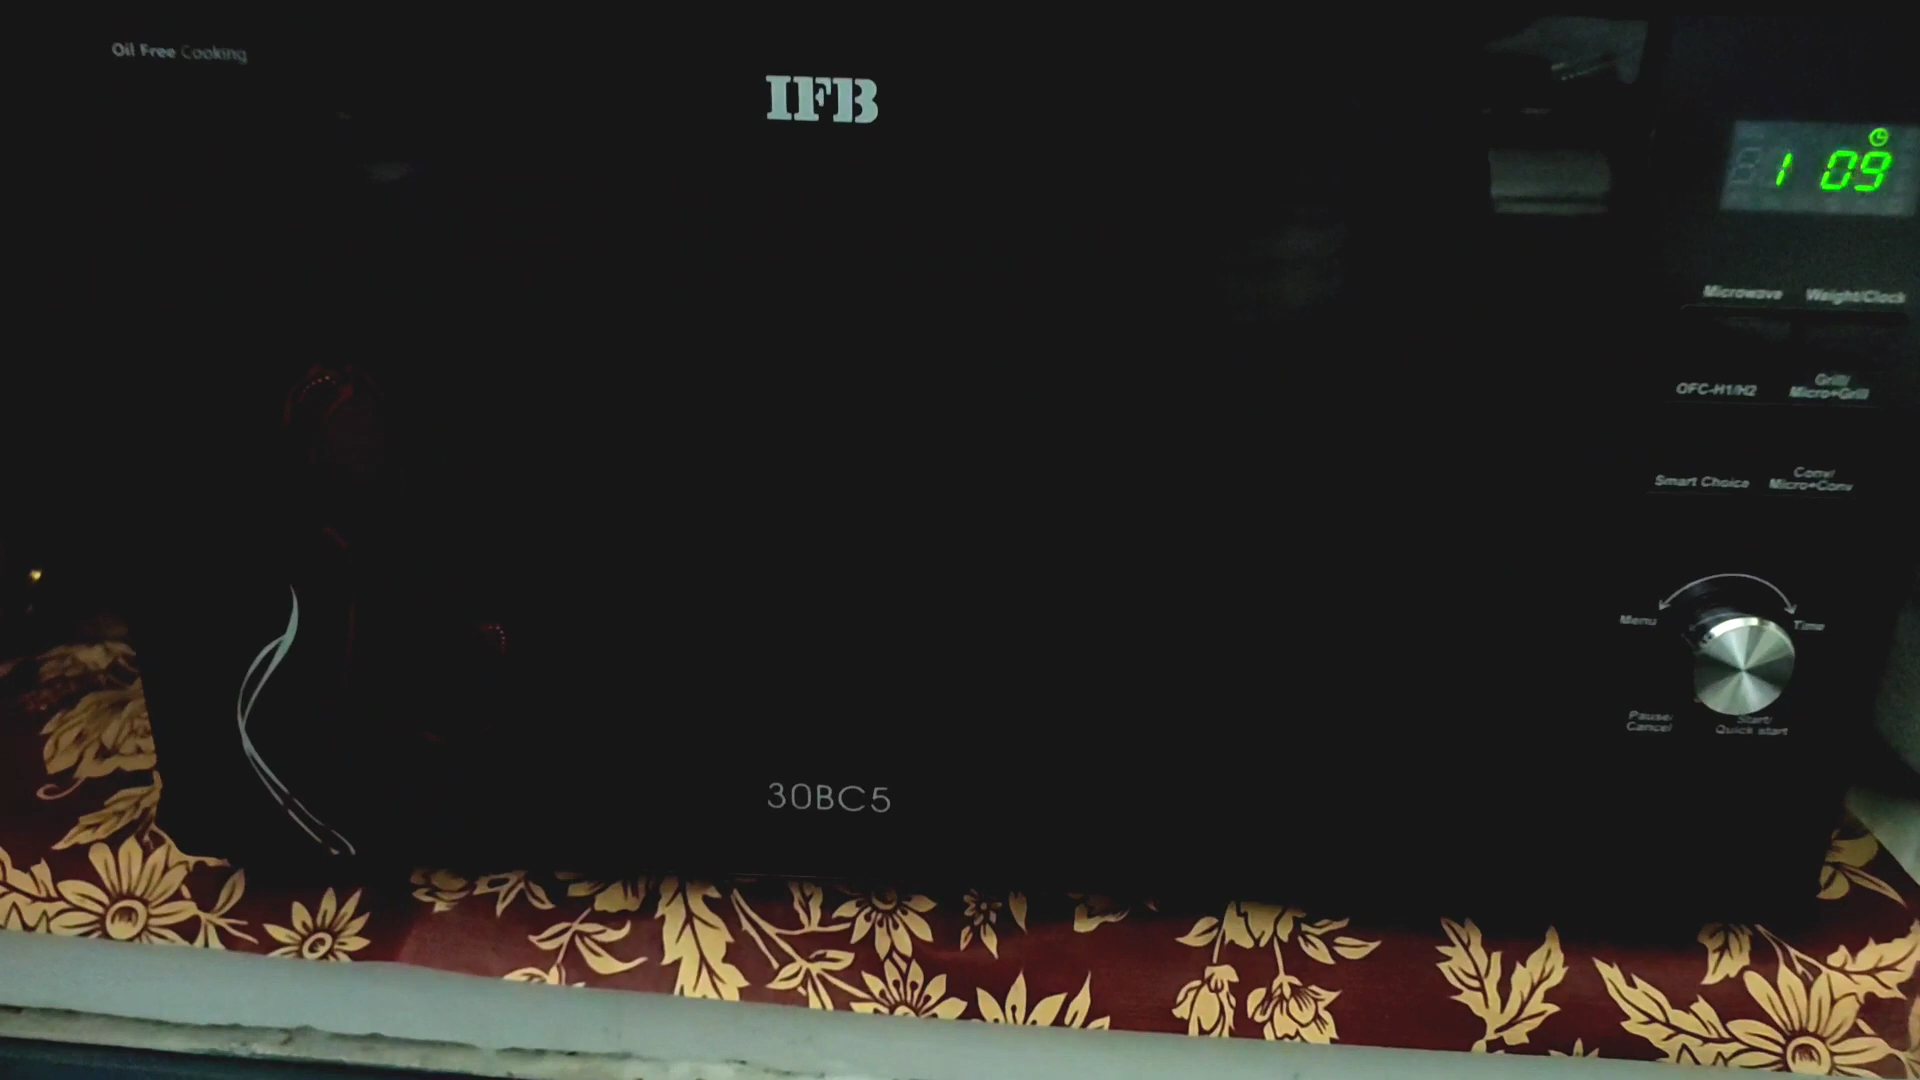 Oil Free Cooking
IFB
1 09
Microwave
Weight/Clock
OFC-H1/H2
Grill/
Micro+Grill
Smart Choice
Conv/
Micro+Conv
Menu
Time
Pause/
Cancel
Start/
Quick start
30BC5